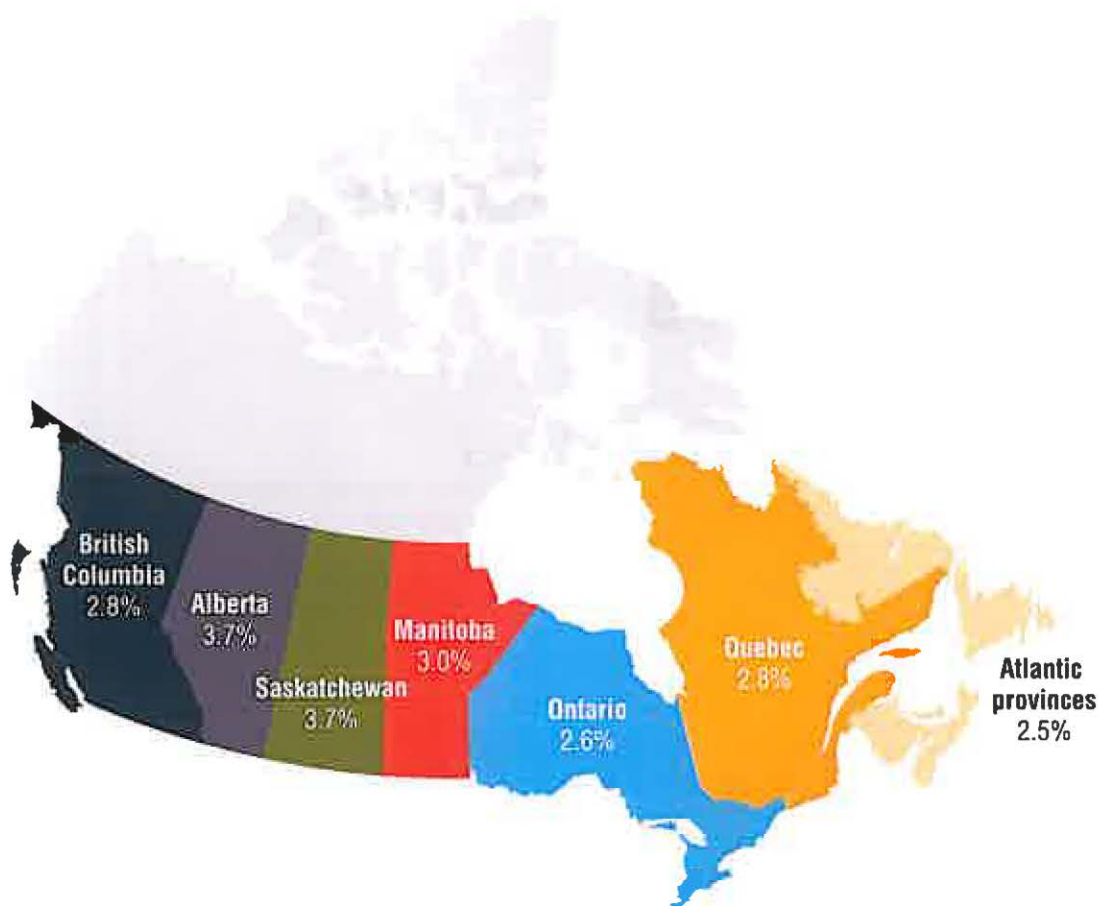 British
Columbia
2.8%
Alberta
3.7%
Saskatchewan
3.7%
Manitoba
3.0%
Ontario
2.6%
Quebec
2.8%
Atlantic
provinces
2.5%